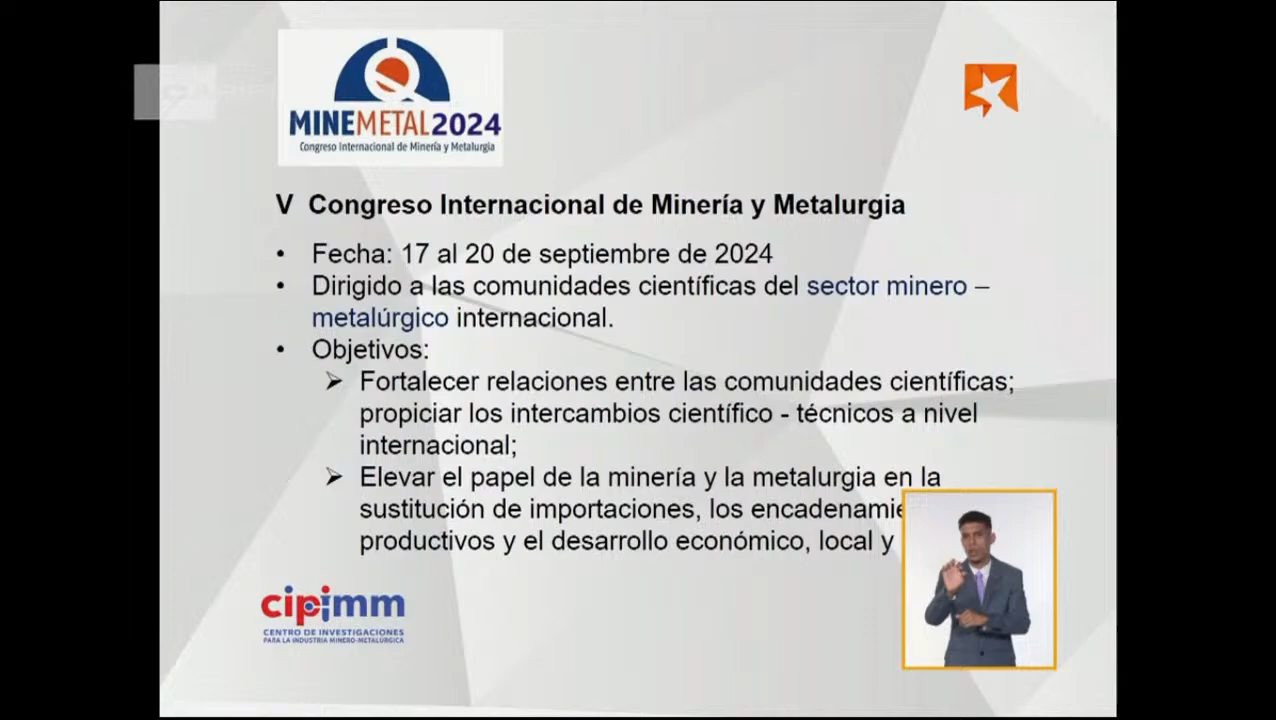 MINEMETAL2024
Congreso Internacional de Minería y Metalurgia
V Congreso Internacional de Minería y Metalurgia
• Fecha: 17 al 20 de septiembre de 2024
• Dirigido a las comunidades científicas del sector minero –
metalúrgico internacional.
• Objetivos:
➢ Fortalecer relaciones entre las comunidades científicas;
propiciar los intercambios científico - técnicos a nivel
internacional;
➢ Elevar el papel de la minería y la metalurgia en la
sustitución de importaciones, los
productivos y el desarrollo económico, local y
cipimm
CENTRO DE INVESTIGACIONES
PARA LA INDUSTRIA MINERO-METALÚRGICA